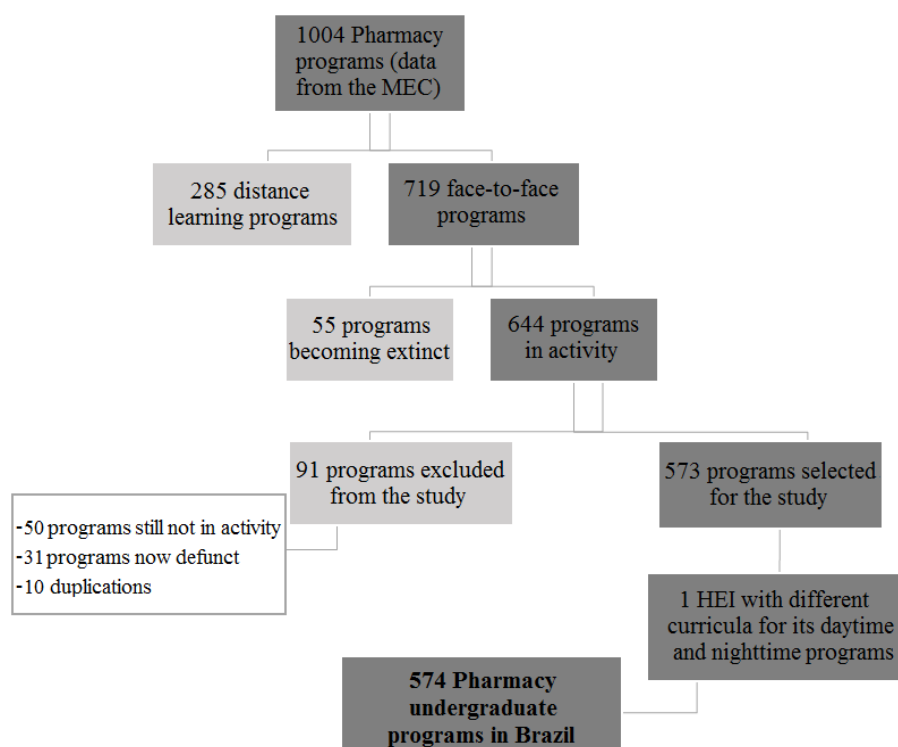 1004 Pharmacy
programs (data
from the MEC)
285 distance
learning programs
719 face-to-face
programs
55 programs
becoming extinct
644 programs
in activity
91 programs excluded
from the study
573 programs selected
for the study
-50 programs still not in activity
-31 programs now defunct
-10 duplications
1 HEI with different
curricula for its daytime
and nighttime programs
574 Pharmacy
undergraduate
programs in Brazil